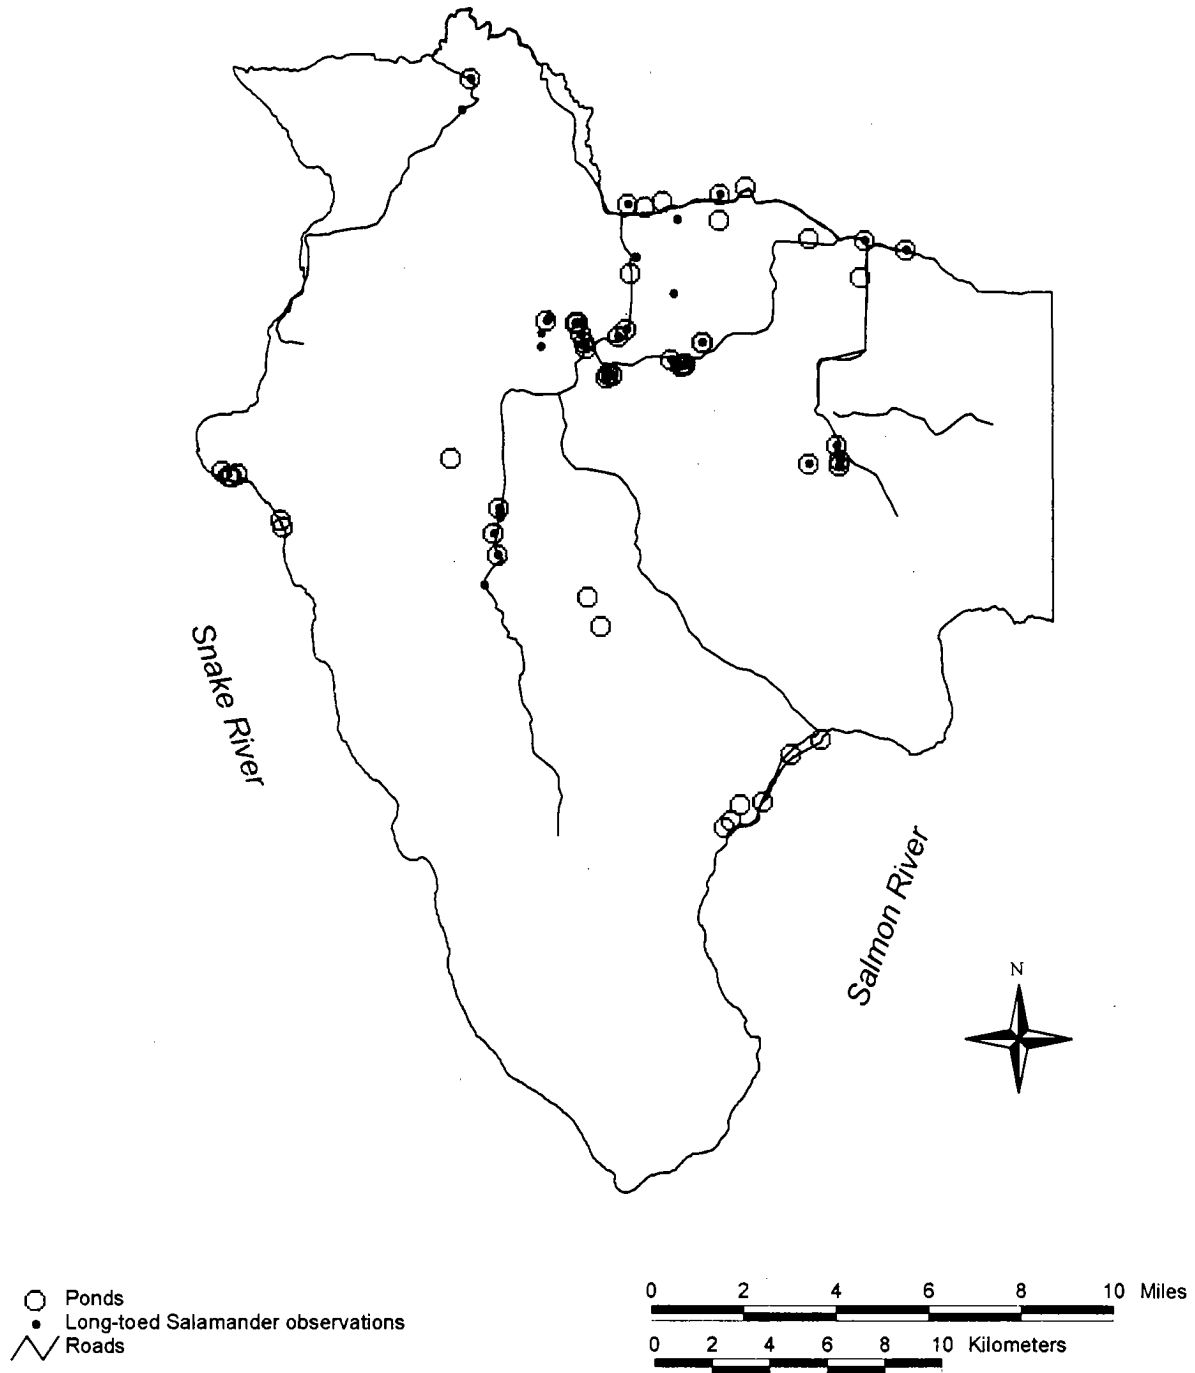 Snake River
Salmon River
N
Ponds
Long-toed Salamander observations
Roads
0 2 4 6 8 10 Miles
0 2 4 6 8 10 Kilometers